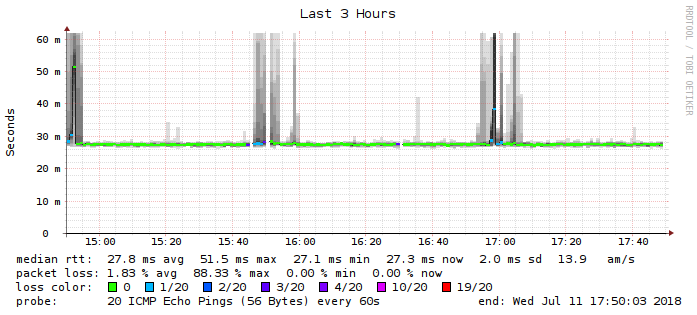 Last 3 Hours
RRDTOOL / TOBI OETIKER
Seconds
60 m
50 m
40 m
30 m
20 m
10 m
0
15:00 15:20 15:40 16:00 16:20 16:40 17:00 17:20 17:40
median rtt: 27.8 ms avg 51.5 ms max 27.1 ms min 27.3 ms now 2.0 ms sd 13.9 am/s
packet loss: 1.83 % avg 88.33 % max 0.00 % min 0.00 % now
loss color: 0 1/20 2/20 3/20 4/20 10/20 19/20
probe: 20 ICMP Echo Pings (56 Bytes) every 60s end: Wed Jul 11 17:50:03 2018